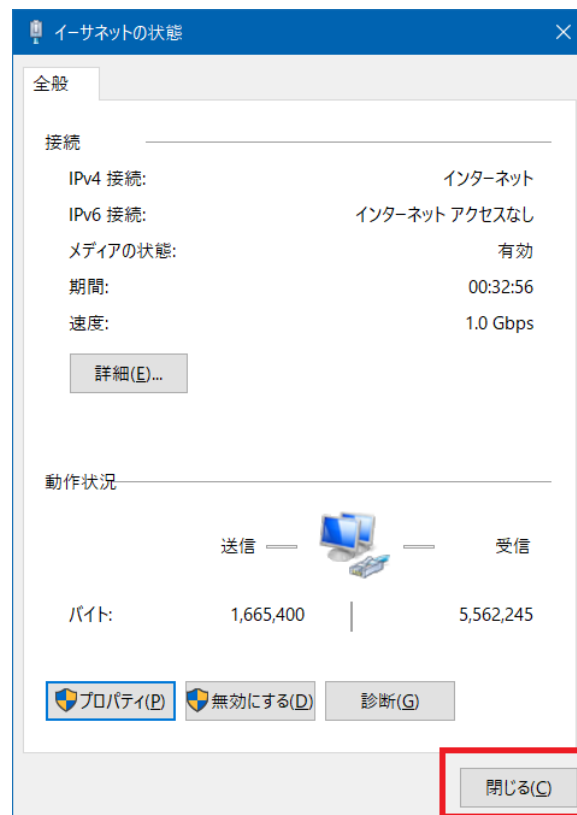 イーサネットの状態
全般
接続
IPv4 接続: インターネット
IPv6 接続: インターネット アクセスなし
メディアの状態: 有効
期間: 00:32:56
速度: 1.0 Gbps
詳細(E)...
動作状況
送信 受信
バイト: 1,665,400 5,562,245
プロパティ(P) 無効にする(D) 診断(G)
閉じる(C)